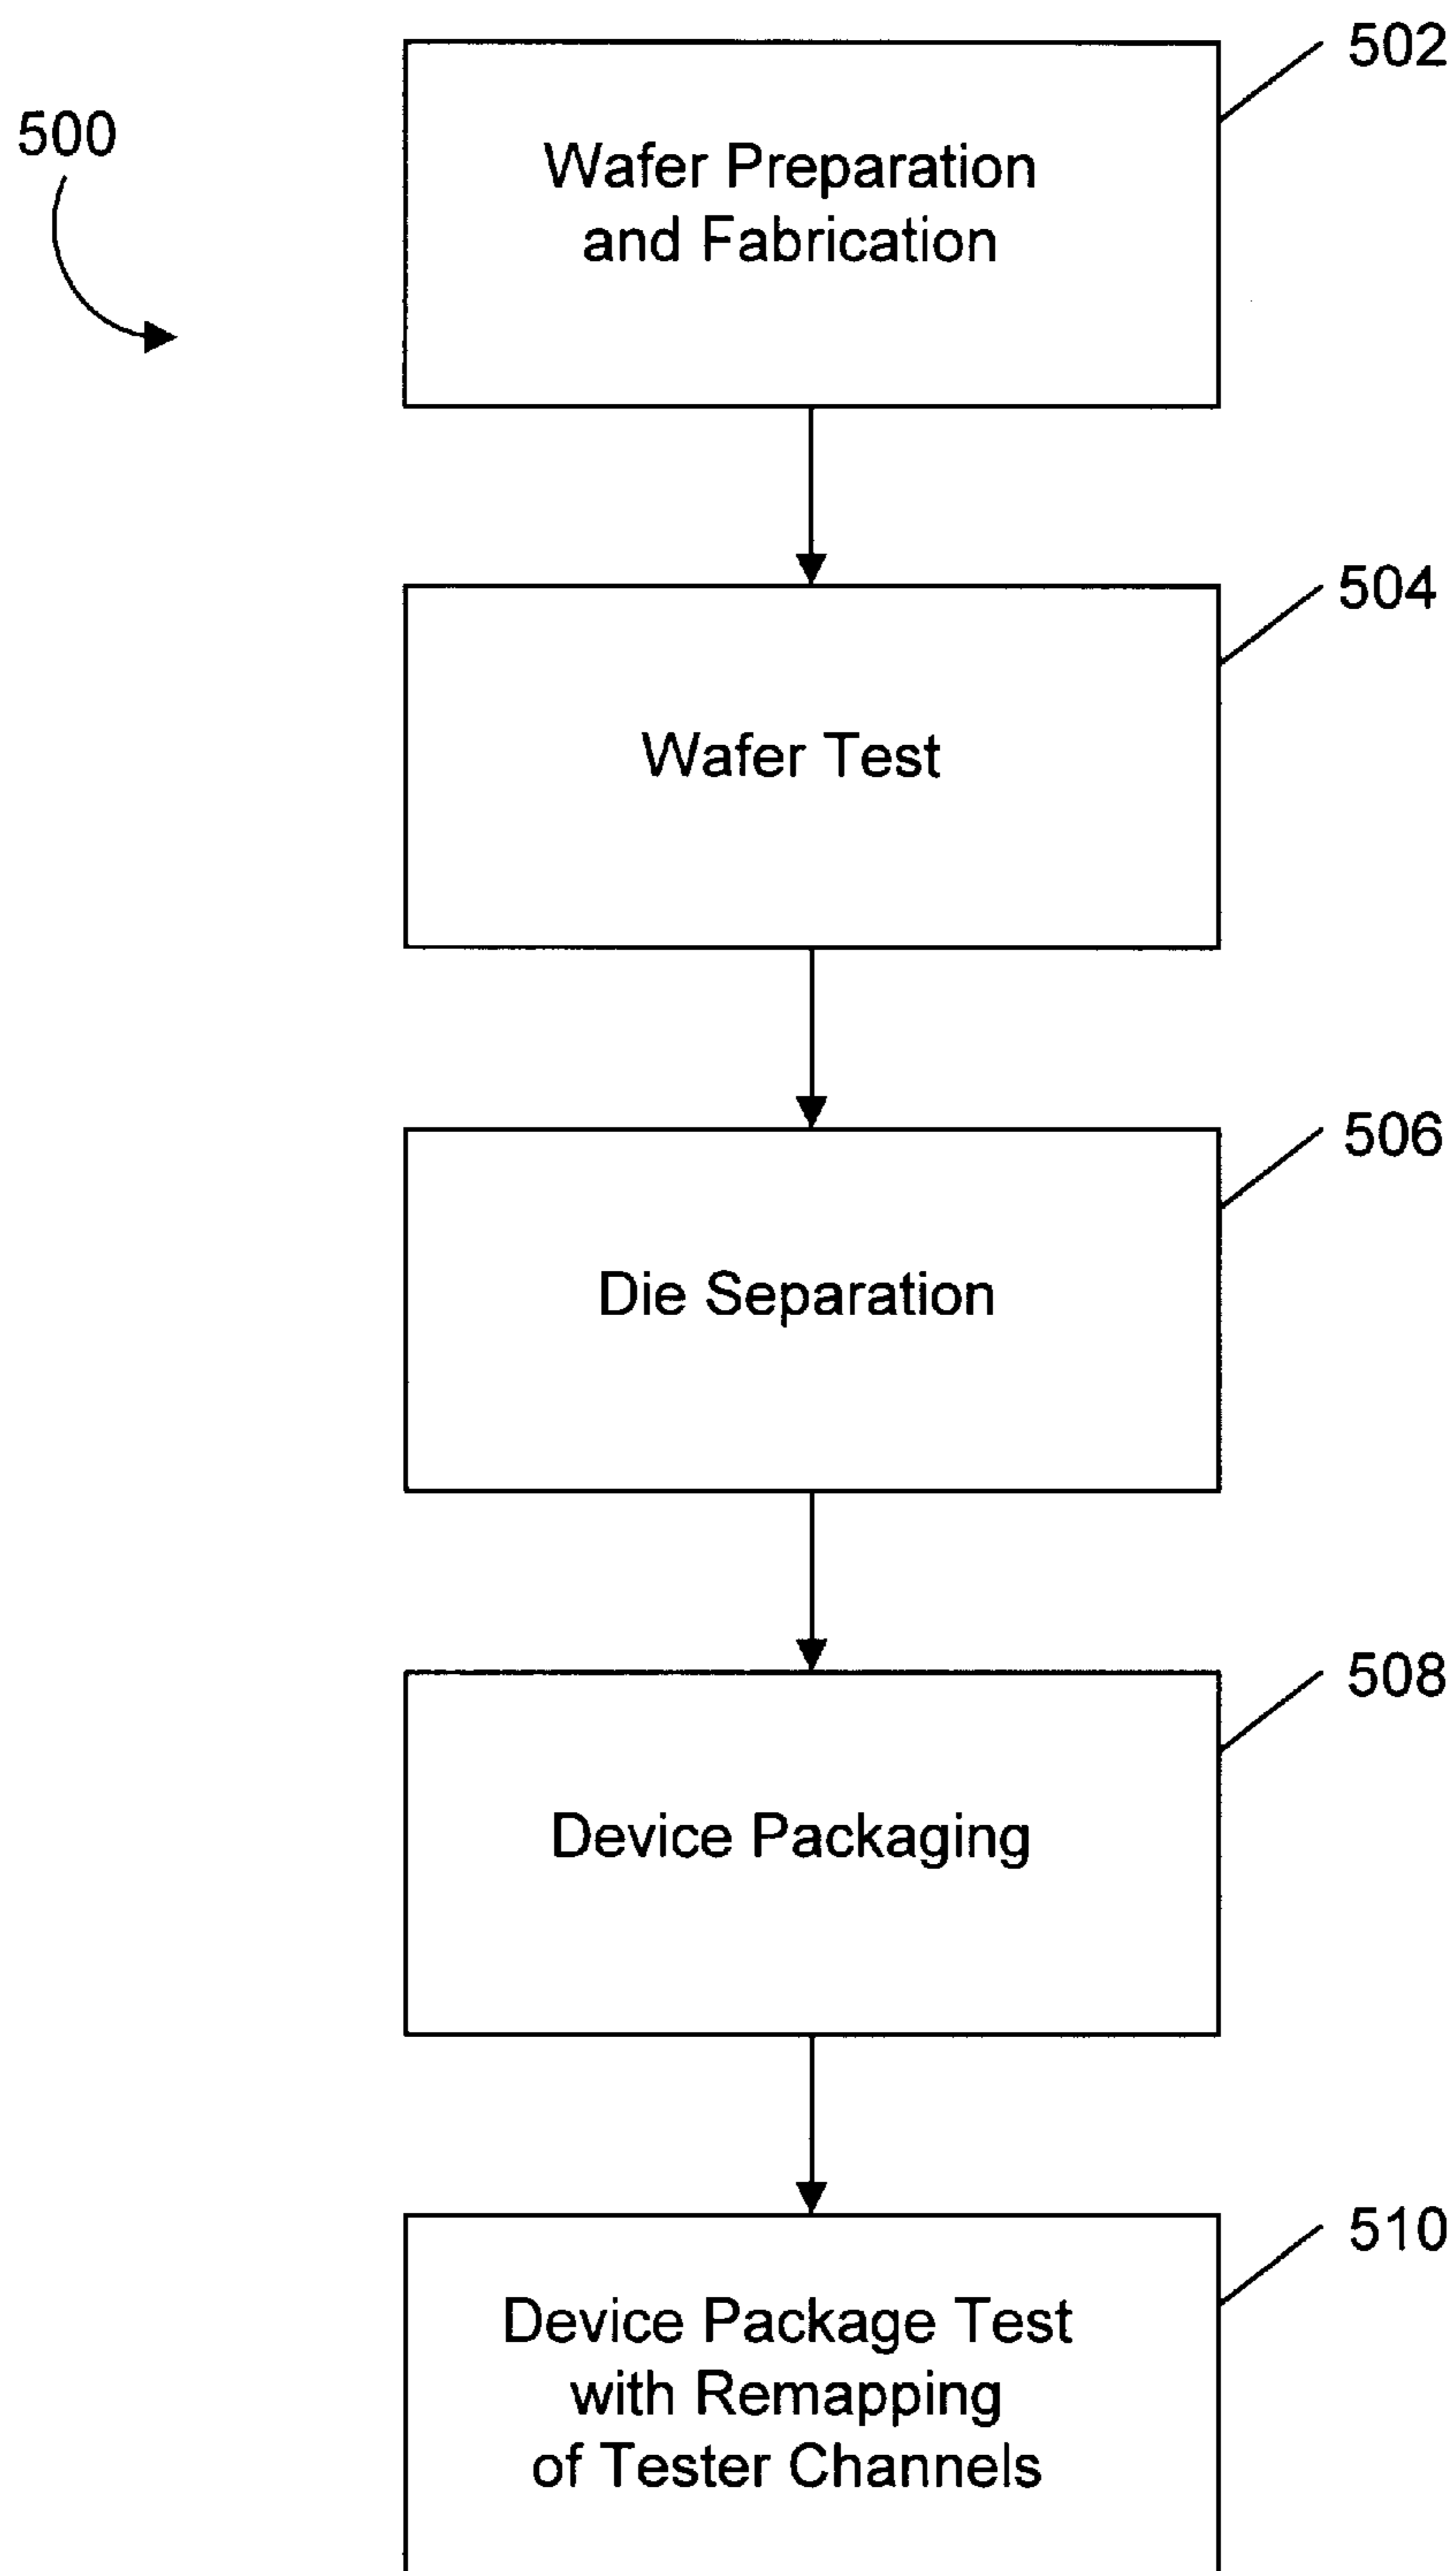 502
500
Wafer Preparation
and Fabrication
504
Wafer Test
506
Die Separation
508
Device Packaging
510
Device Package Test
with Remapping
of Tester Channels